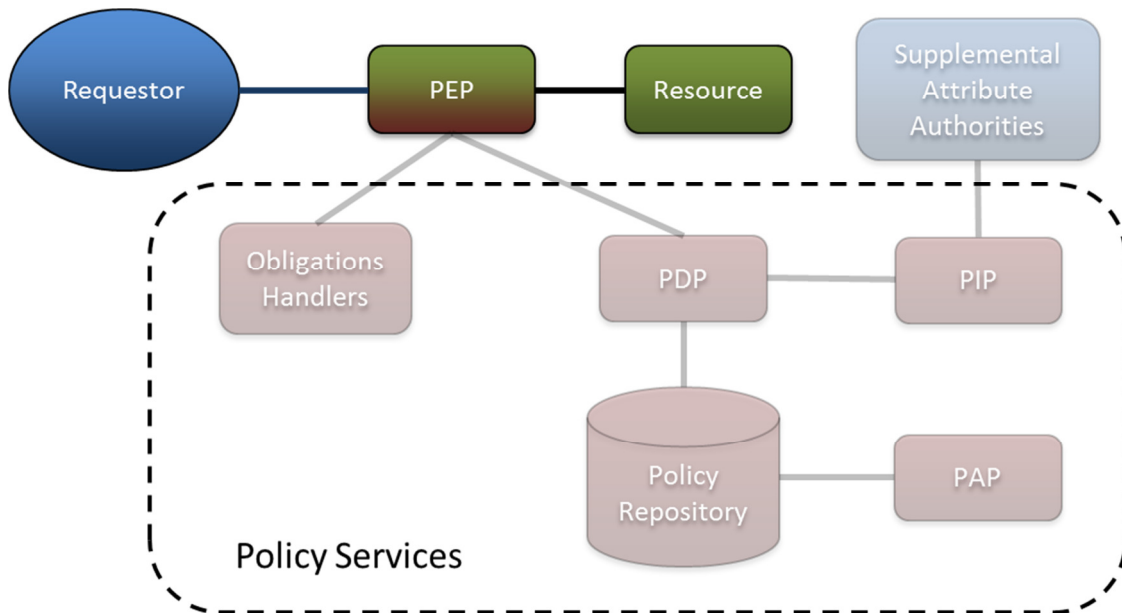 Requestor
PEP
Resource
Supplemental
Attribute
Authorities
Obligations
Handlers
PDP
PIP
Policy
Repository
PAP
Policy Services